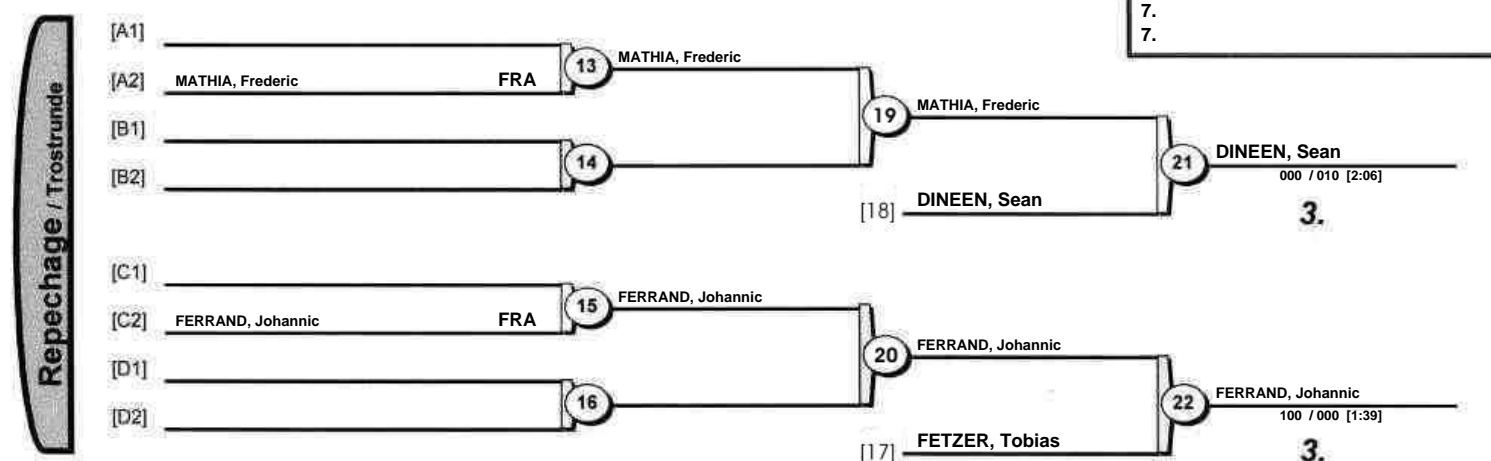 7.
7.
Repechage / Trostrunde
[A1]
[A2] MATHIA, Frederic FRA
13 MATHIA, Frederic
[B1]
[B2]
14
19 MATHIA, Frederic
[18] DINEEN, Sean
21 DINEEN, Sean
000 / 010 [2:06]
3.
[C1]
[C2] FERRAND, Johannic FRA
15 FERRAND, Johannic
[D1]
[D2]
16
20 FERRAND, Johannic
[17] FETZER, Tobias
22 FERRAND, Johannic
100 / 000 [1:39]
3.